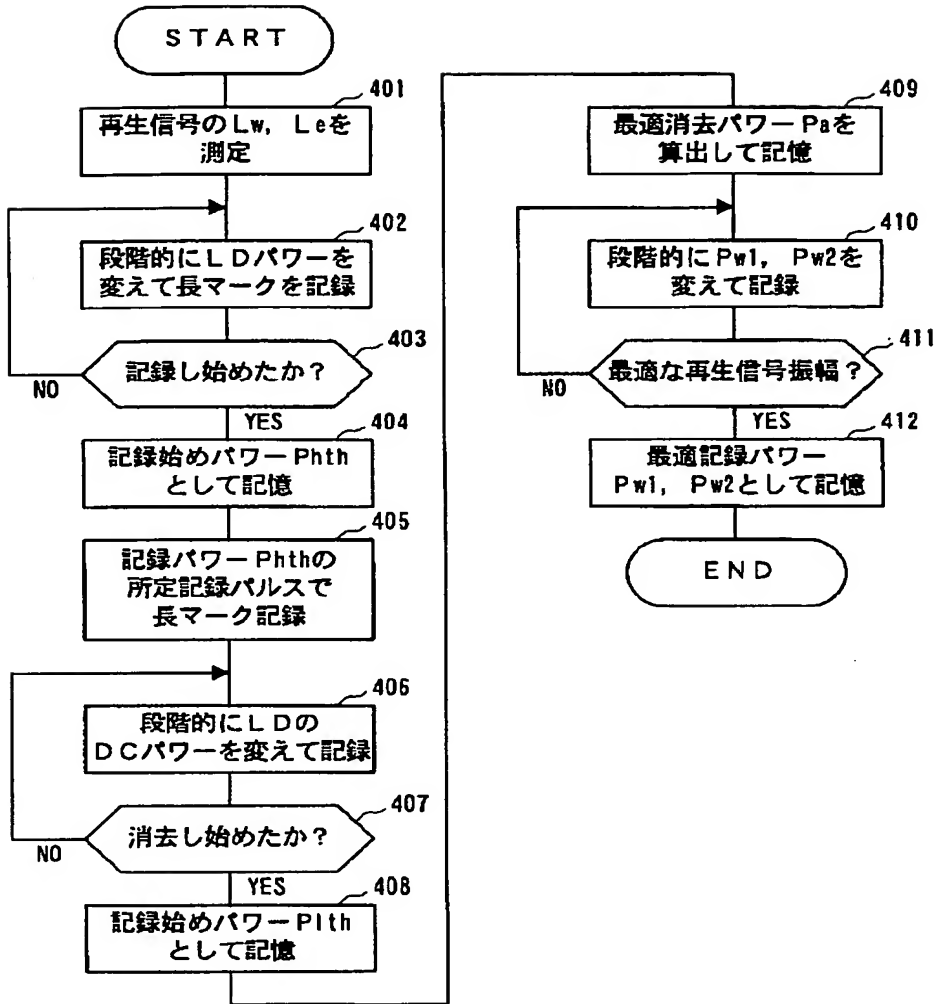 START
401
再生信号のLw, Leを
測定
402
段階的にLDパワーを
変えて長マークを記録
403
記録し始めたか？
NO
YES
404
記録始めパワーPhth
として記憶
405
記録パワーPhthの
所定記録パルスで
長マーク記録
406
段階的にLDの
DCパワーを変えて記録
407
消去し始めたか？
NO
YES
408
記録始めパワーPlth
として記憶
409
最適消去パワーPaを
算出して記憶
410
段階的にPw1, Pw2を
変えて記録
411
最適な再生信号振幅？
NO
YES
412
最適記録パワー
Pw1, Pw2として記憶
END